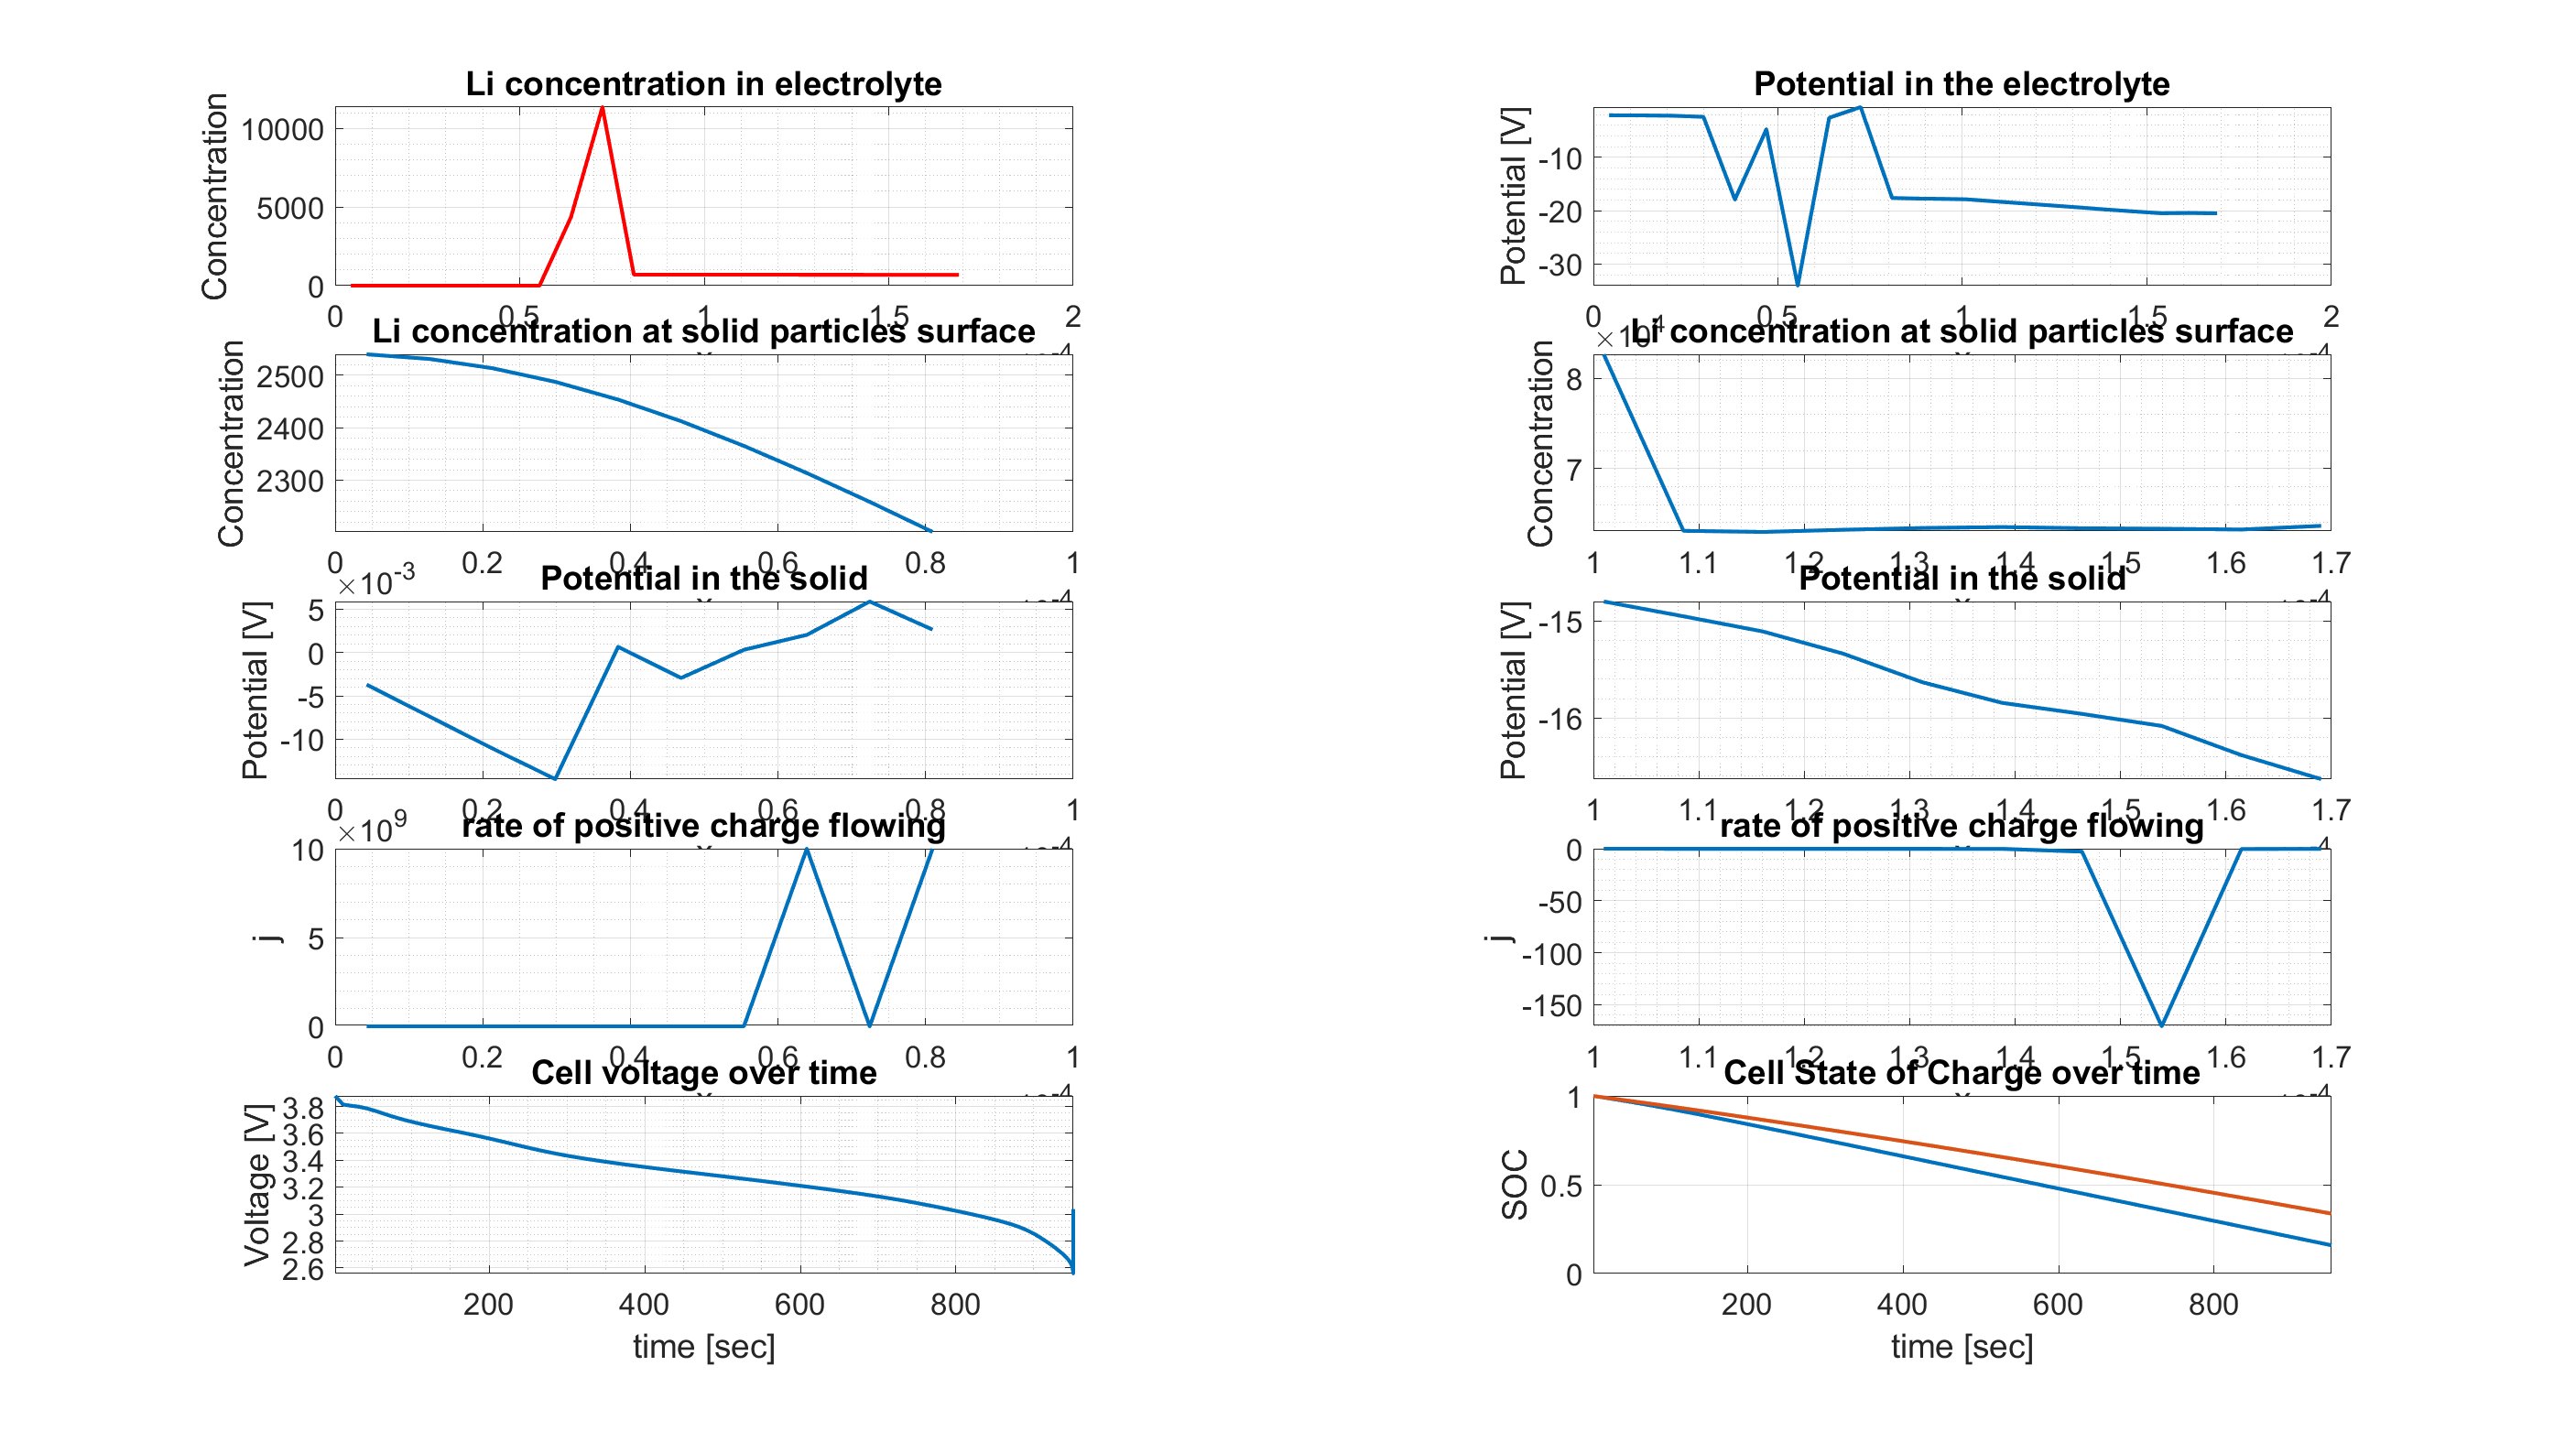 Li concentration in electrolyte
Concentration
10000
5000
0
0 0.5 1 1.5 2
Potential in the electrolyte
Potential [V]
-10
-20
-30
0 0.5 1 1.5 2
Li concentration at solid particles surface
Concentration
2500
2400
2300
0 0.2 0.4 0.6 0.8 1
Li concentration at solid particles surface
Concentration
8
7
1 1.1 1.2 1.3 1.4 1.5 1.6 1.7
Potential in the solid
×10-3
Potential [V]
5
0
-5
-10
0 0.2 0.4 0.6 0.8 1
Potential in the solid
Potential [V]
-15
-16
1 1.1 1.2 1.3 1.4 1.5 1.6 1.7
rate of positive charge flowing
×109
j
10
5
0
0 0.2 0.4 0.6 0.8 1
rate of positive charge flowing
j
0
-50
-100
-150
1 1.1 1.2 1.3 1.4 1.5 1.6 1.7
Cell voltage over time
Voltage [V]
3.8
3.6
3.4
3.2
3
2.8
2.6
200 400 600 800
time [sec]
Cell State of Charge over time
SOC
1
0.5
0
200 400 600 800
time [sec]